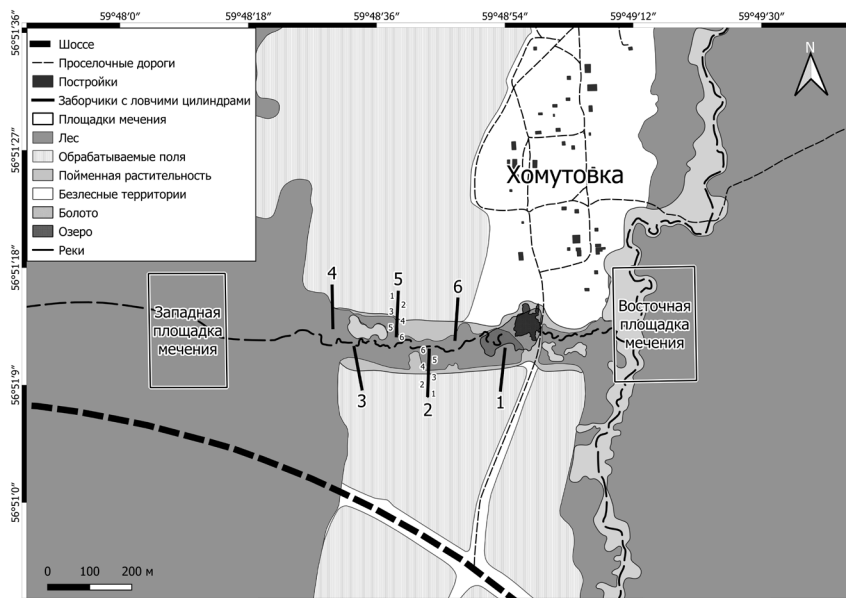 59°48'0" 59°48'18" 59°48'36" 59°48'54" 59°49'12" 59°49'30"
56°51'36"
56°51'27"
56°51'18"
56°51'9"
56°51'0"
Шоссе
Проселочные дороги
Постройки
Заборчики с ловчими цилиндрами
Площадки мечения
Лес
Обрабатываемые поля
Пойменная растительность
Безлесные территории
Болото
Озеро
Реки
N
Хомутовка
4
5
6
1
2
3
4
5
6
Западная
площадка
мечения
Восточная
площадка
мечения
6
5
4
3
2
1
3
2
1
0 100 200 м